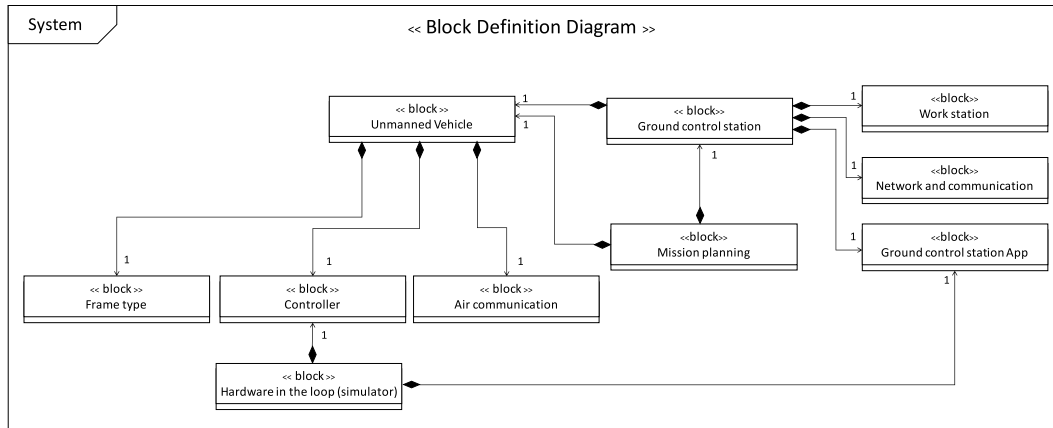 System
<< Block Definition Diagram >>
<< block >>
Unmanned Vehicle
1
1
<<block>>
Ground control station
1
<<block>>
Work station
1
<<block>>
Network and communication
1
<<block>>
Mission planning
1
<<block>>
Ground control station App
1
1
<< block >>
Frame type
1
<< block >>
Controller
1
<< block >>
Air communication
1
1
<< block >>
Hardware in the loop (simulator)